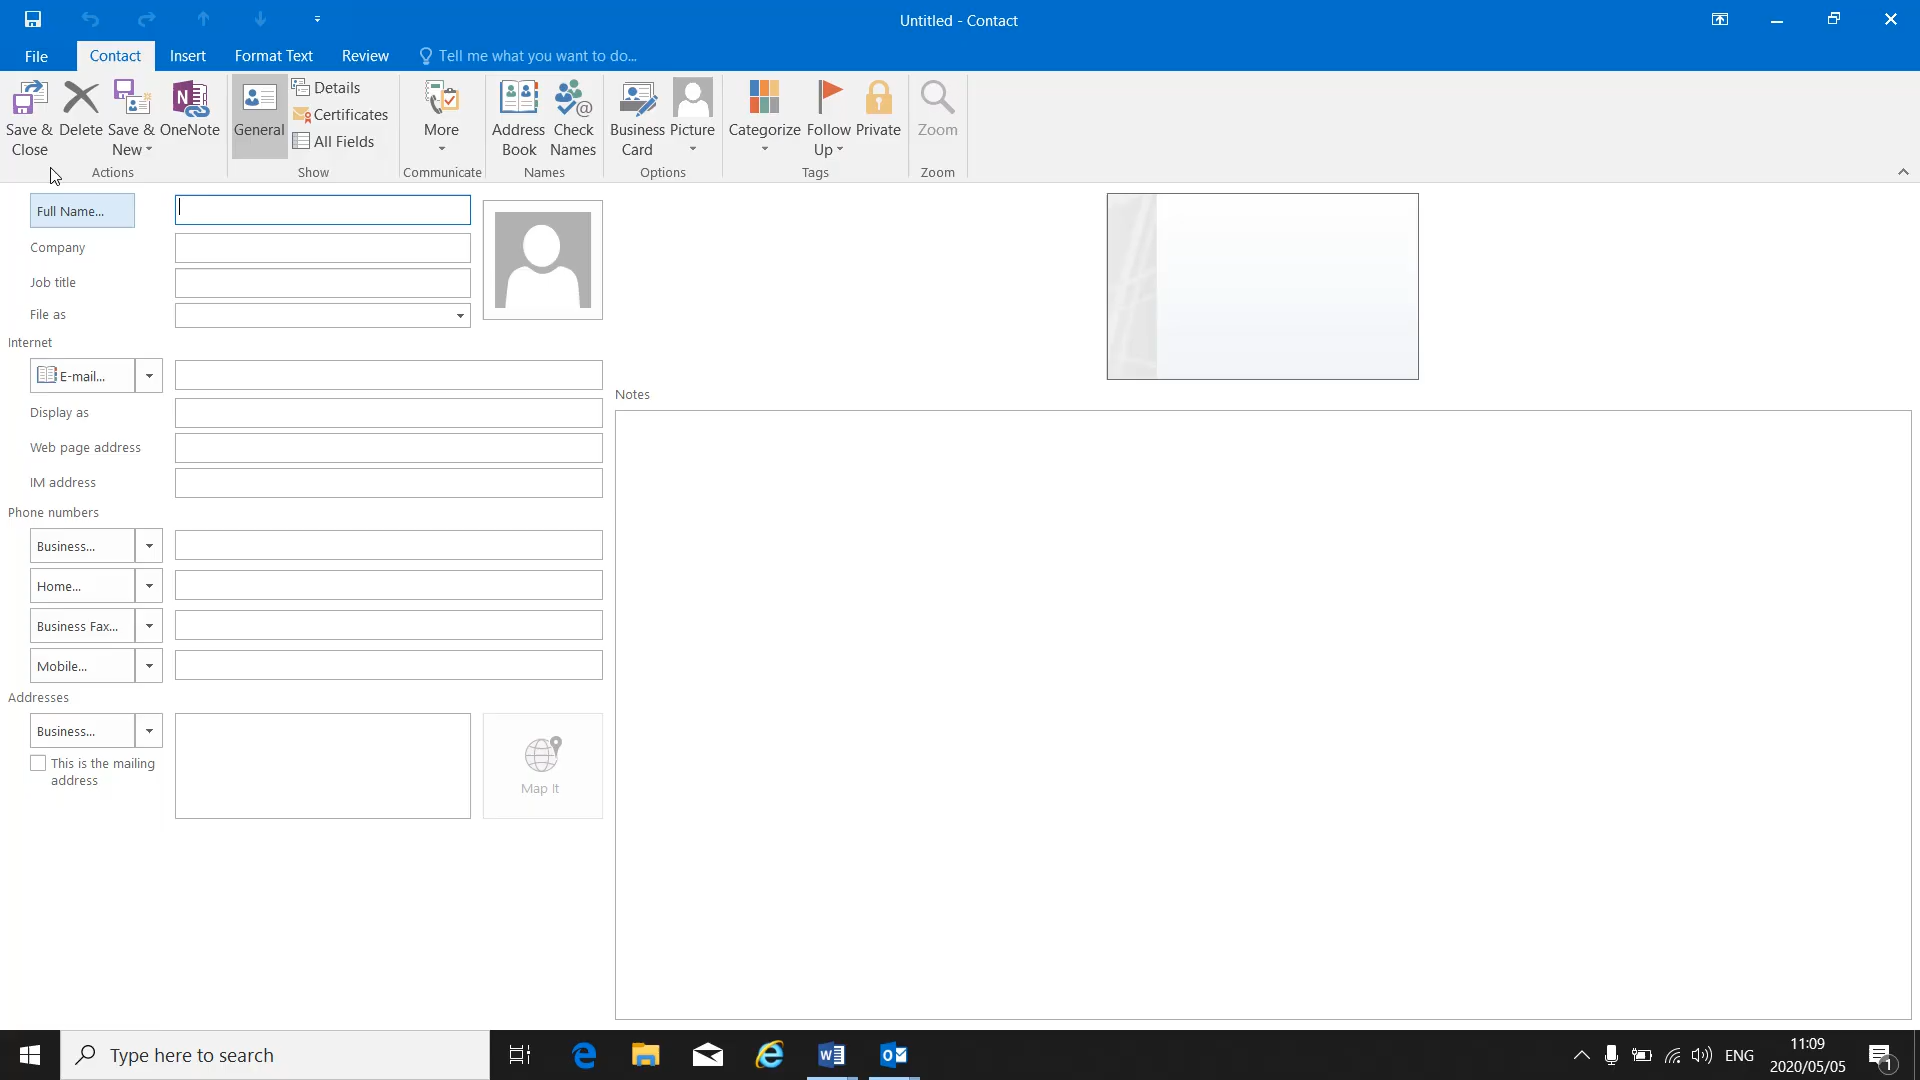 Untitled - Contact
File
Contact
Insert
Format Text
Review
Tell me what you want to do...
Save & Close
Delete
Save & New
OneNote
Actions
General
Details
Certificates
All Fields
Show
More
Communicate
Address Book
Check Names
Names
Business Card
Picture
Options
Categorize
Follow Up
Private
Tags
Zoom
Zoom
Full Name...
Company
Job title
File as
Internet
E-mail...
Display as
Web page address
IM address
Phone numbers
Business...
Home...
Business Fax...
Mobile...
Addresses
Business...
This is the mailing
address
Map It
Notes
Type here to search
ENG
11:09
2020/05/05
1